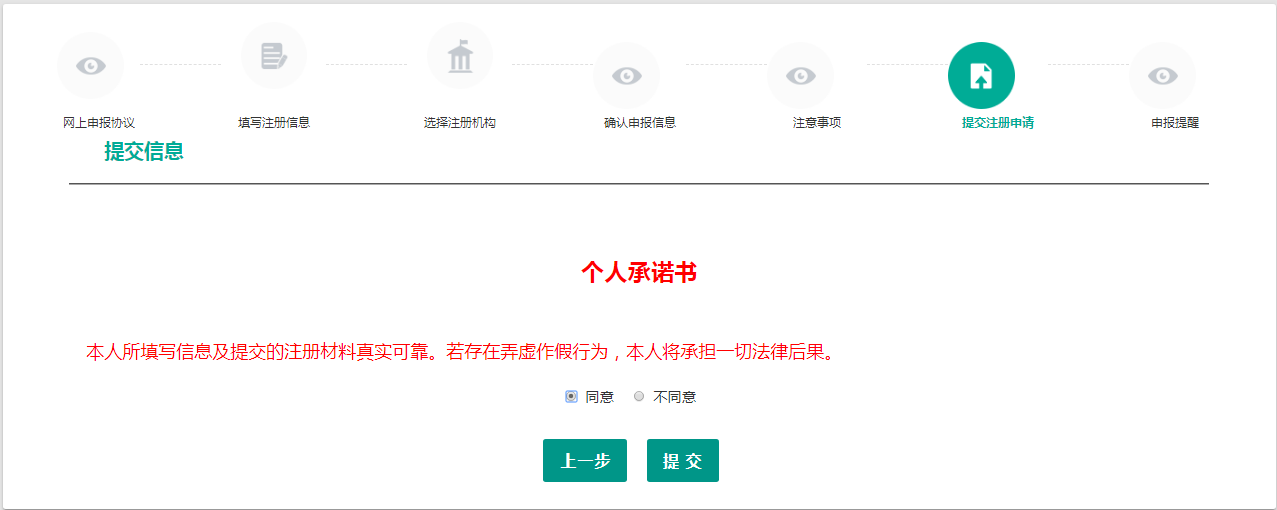 网上申报协议 填写注册信息 选择注册机构 确认申报信息 注意事项 提交注册申请 申报提醒
提交信息
个人承诺书
本人所填写信息及提交的注册材料真实可靠。若存在弄虚作假行为，本人将承担一切法律后果。
同意 不同意
上一步 提 交